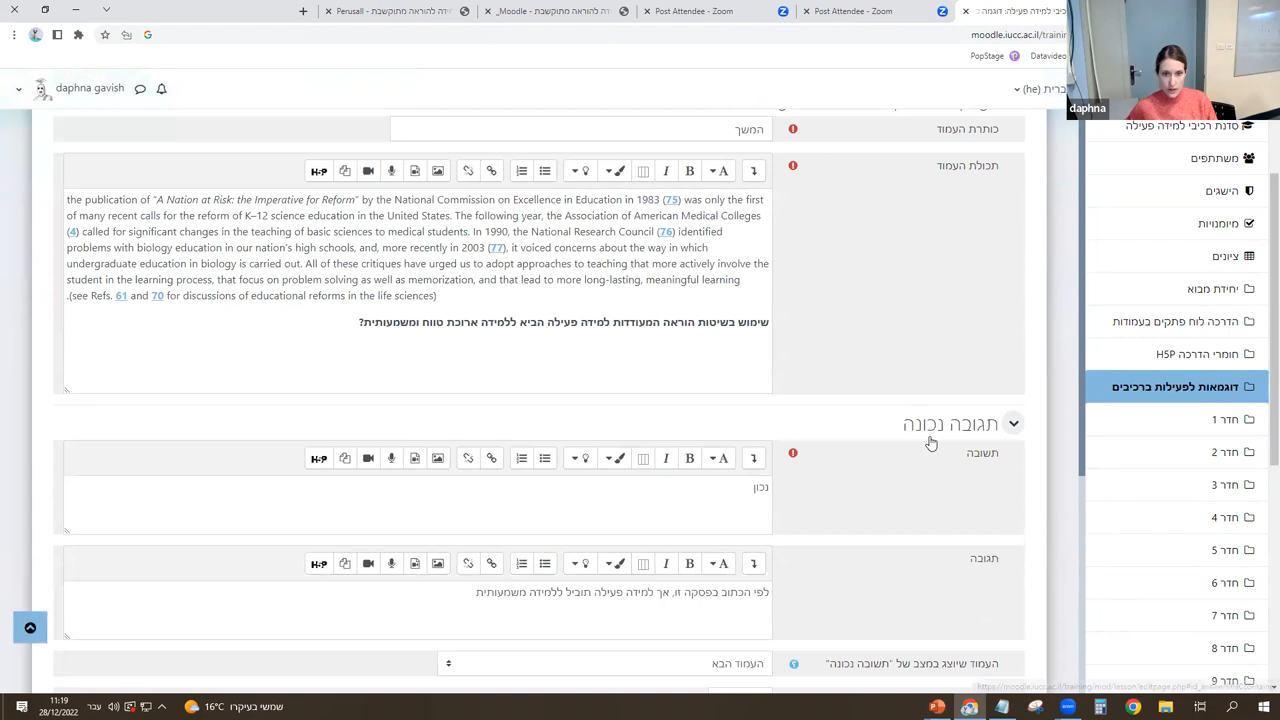 Perusall - להוראה מתוקשבת
_Moodle - להוראה מתוקשבת
Post Attendee - Zoom
Post Attendee - Zoom
רכיבי למידה פעילה: דוגמה
moodle.iucc.ac.il/train
PopStage
Datavideo
daphna gavish
daphna
כותרת העמוד
המשך
תכולת העמוד
the publication of "A Nation at Risk: the Imperative for Reform" by the National Commission on Excellence in Education in 1983 (75) was only the first
of many recent calls for the reform of K–12 science education in the United States. The following year, the Association of American Medical Colleges
(4) called for significant changes in the teaching of basic sciences to medical students. In 1990, the National Research Council (76) identified
problems with biology education in our nation's high schools, and, more recently in 2003 (77), it voiced concerns about the way in which
undergraduate education in biology is carried out. All of these critiques have urged us to adopt approaches to teaching that more actively involve the
student in the learning process, that focus on problem solving as well as memorization, and that lead to more long-lasting, meaningful learning
.(see Refs. 61 and 70 for discussions of educational reforms in the life sciences)
שימוש בשיטות הוראה המעודדות למידה פעילה הביא ללמידה ארוכת טווח ומשמעותית?
תגובה נכונה
תשובה
נכון
תגובה
לפי הכתוב בפסקה זו, אך למידה פעילה תוביל ללמידה משמעותית
העמוד שיוצג במצב של "תשובה נכונה"
העמוד הבא
סדנת רכיבי למידה פעילה
משתתפים
הישגים
מיומנויות
ציונים
יחידת מבוא
הדרכה לוח פתקים בעמודות
חומרי הדרכה H5P
דוגמאות לפעילות ברכיבים
חדר 1
חדר 2
חדר 3
חדר 4
חדר 5
חדר 6
חדר 7
חדר 8
חדר 9
11:19
28/12/2022
עבר
16°C
שמשי בעיקרו